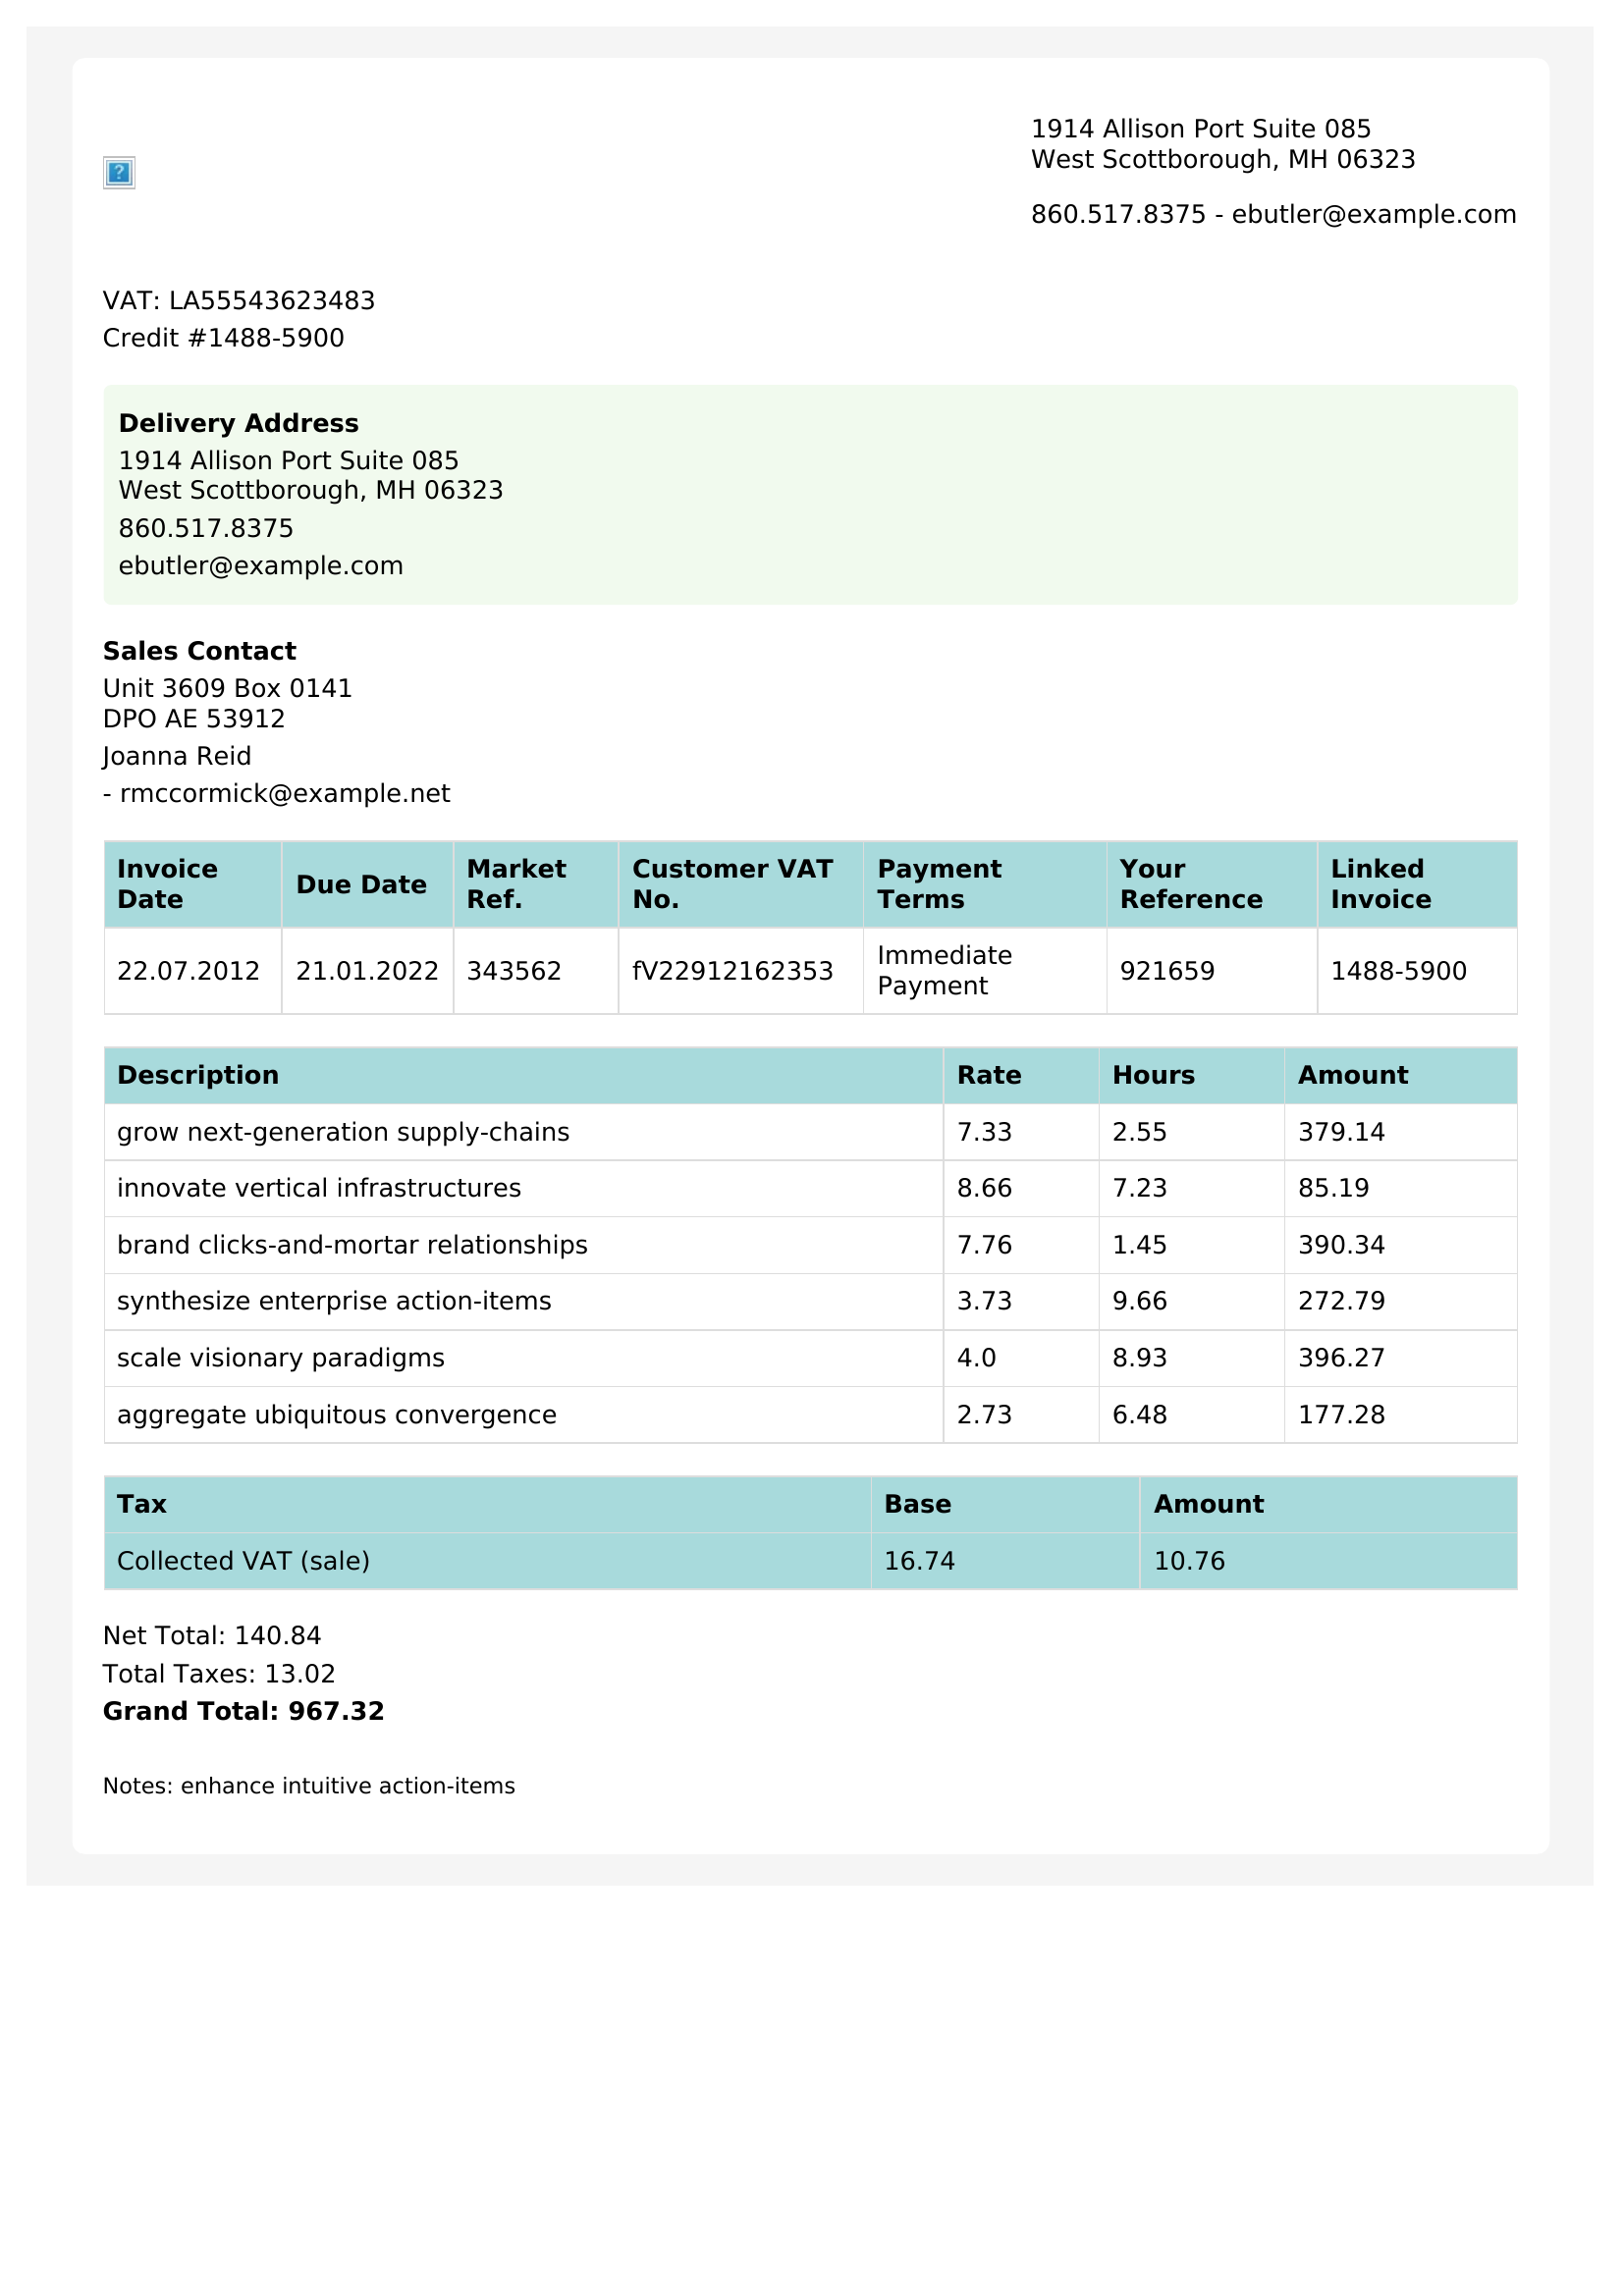 1914 Allison Port Suite 085
West Scottborough, MH 06323
860.517.8375 - ebutler@example.com
VAT: LA55543623483
Credit #1488-5900
Delivery Address
1914 Allison Port Suite 085
West Scottborough, MH 06323
860.517.8375
ebutler@example.com
Sales Contact
Unit 3609 Box 0141
DPO AE 53912
Joanna Reid
- rmccormick@example.net
Invoice Date Due Date Market Ref. Customer VAT No. Payment Terms Your Reference Linked Invoice
22.07.2012 21.01.2022 343562 fV22912162353 Immediate Payment 921659 1488-5900
Description Rate Hours Amount
grow next-generation supply-chains 7.33 2.55 379.14
innovate vertical infrastructures 8.66 7.23 85.19
brand clicks-and-mortar relationships 7.76 1.45 390.34
synthesize enterprise action-items 3.73 9.66 272.79
scale visionary paradigms 4.0 8.93 396.27
aggregate ubiquitous convergence 2.73 6.48 177.28
Tax Base Amount
Collected VAT (sale) 16.74 10.76
Net Total: 140.84
Total Taxes: 13.02
Grand Total: 967.32
Notes: enhance intuitive action-items